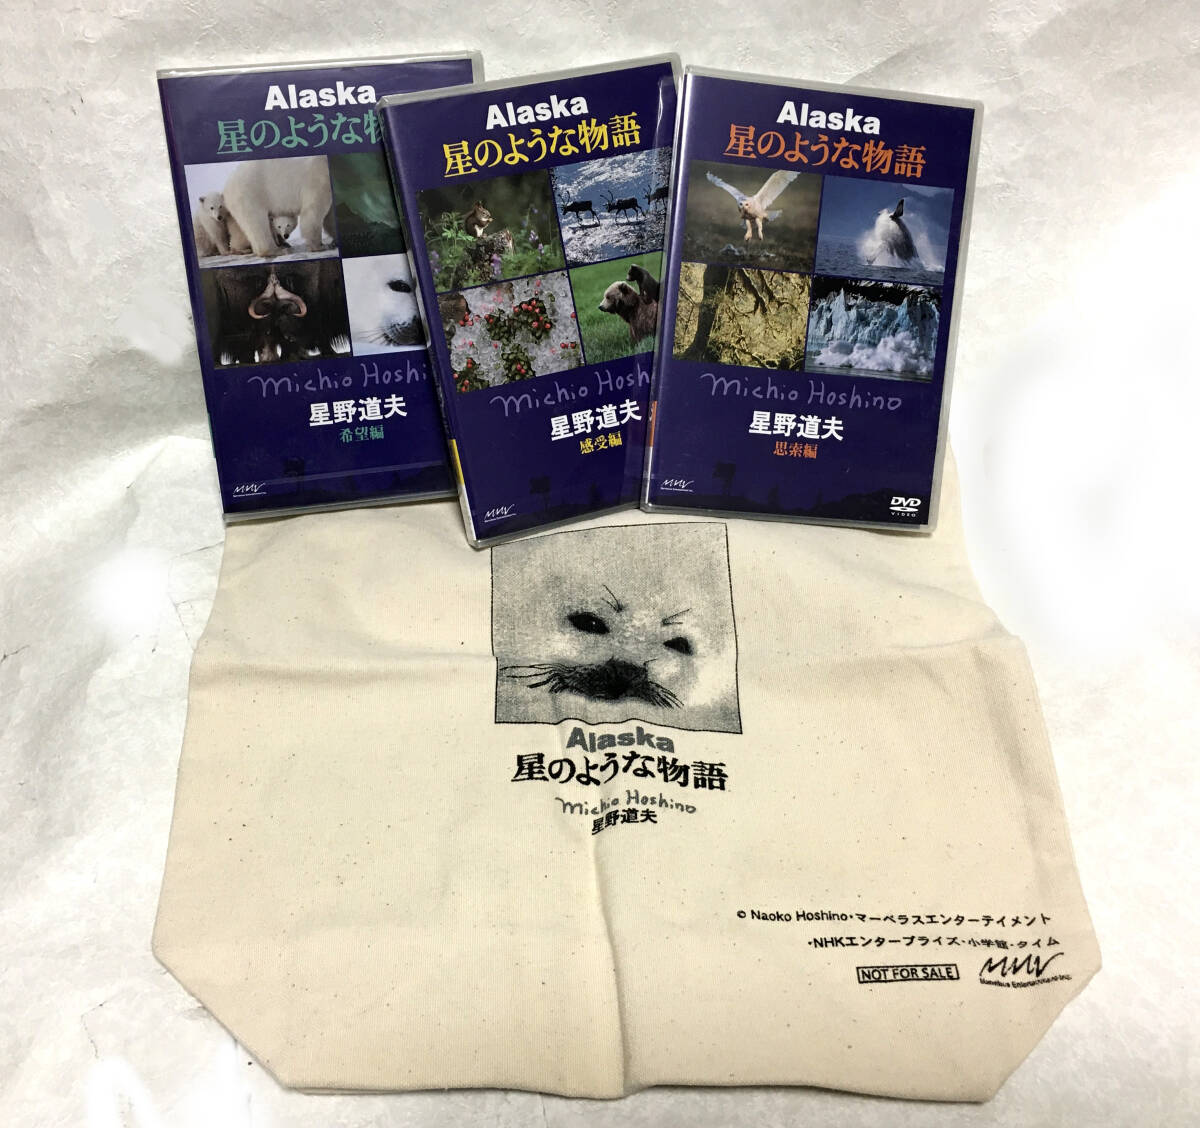 Alaska
星のような物
Michio Hoshi
星野道夫
希望編
Alaska
星のような物語
Michio Hosh
星野道夫
感受編
Alaska
星のような物語
Michio Hoshino
星野道夫
思索編
DVD
VIDEO
Alaska
星のような物語
Michio Hoshino
星野道夫
© Naoko Hoshino・マーベラスエンターテイメント
・NHKエンタープライズ・小学館・タイム
NOT FOR SALE
Marvelous Entertainment Inc.